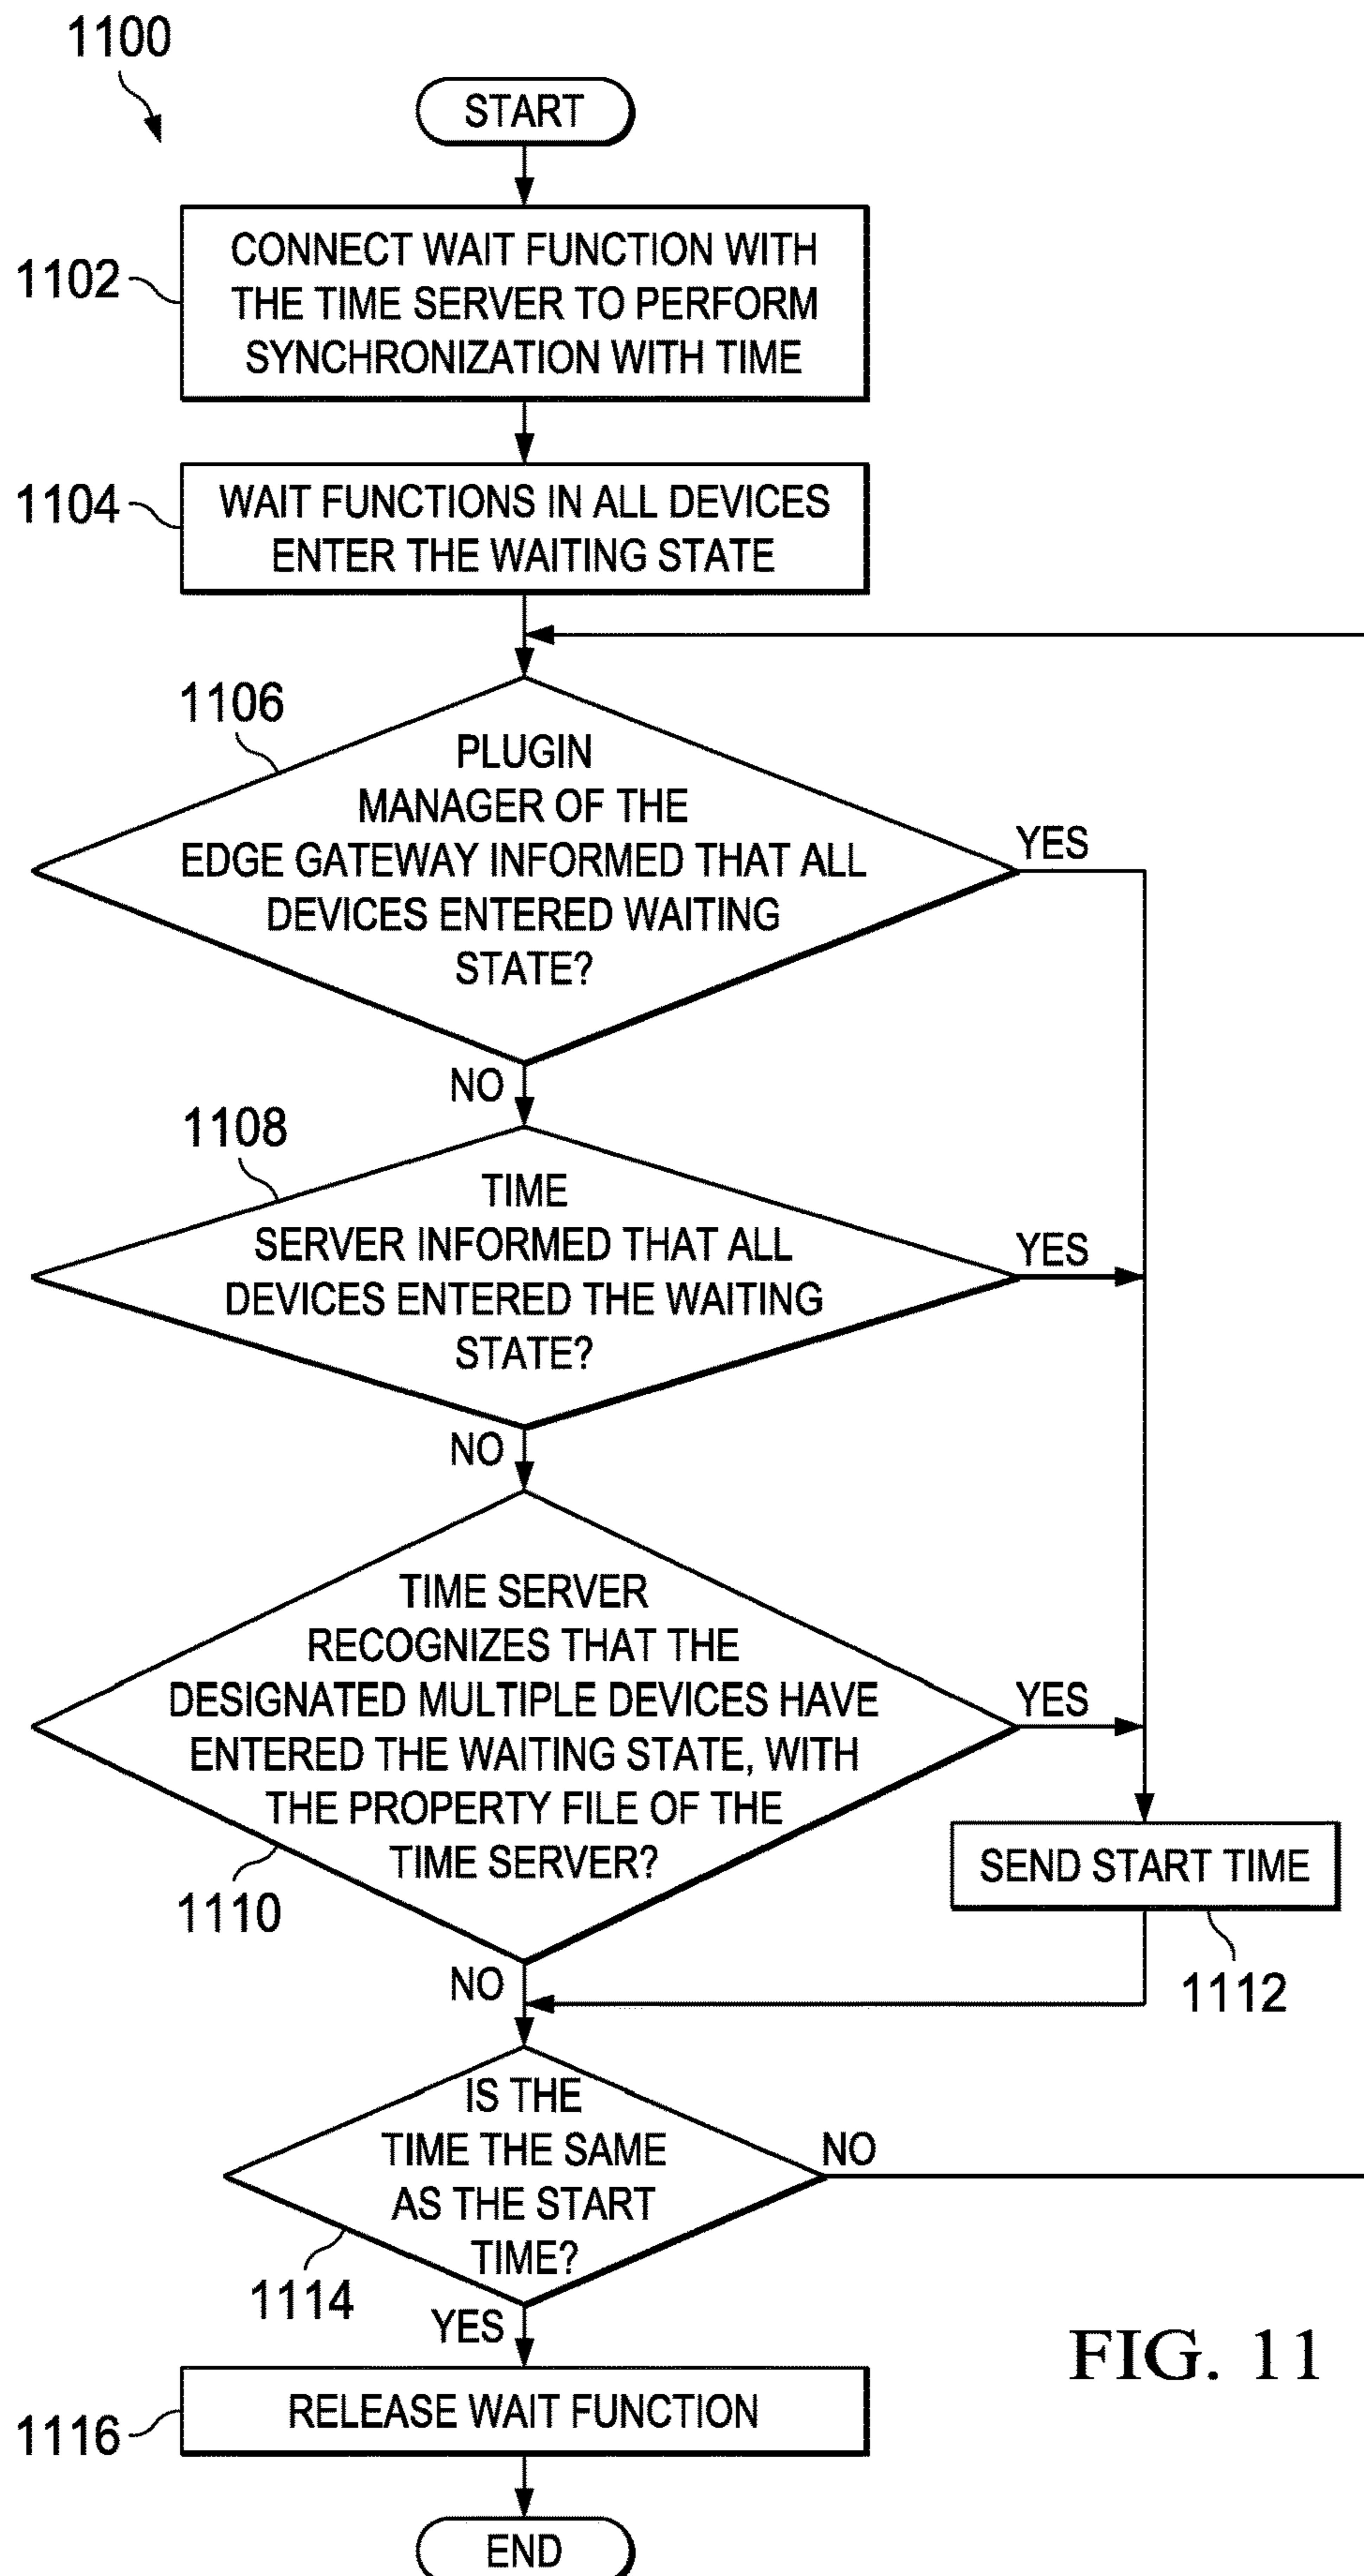 1100
START
1102
CONNECT WAIT FUNCTION WITH
THE TIME SERVER TO PERFORM
SYNCHRONIZATION WITH TIME
1104
WAIT FUNCTIONS IN ALL DEVICES
ENTER THE WAITING STATE
1106
PLUGIN
MANAGER OF THE
EDGE GATEWAY INFORMED THAT ALL
DEVICES ENTERED WAITING
STATE?
YES
NO
1108
TIME
SERVER INFORMED THAT ALL
DEVICES ENTERED THE WAITING
STATE?
YES
NO
TIME SERVER
RECOGNIZES THAT THE
DESIGNATED MULTIPLE DEVICES HAVE
ENTERED THE WAITING STATE, WITH
THE PROPERTY FILE OF THE
TIME SERVER?
YES
1110
NO
SEND START TIME
1112
IS THE
TIME THE SAME
AS THE START
TIME?
NO
1114
YES
1116
RELEASE WAIT FUNCTION
END
FIG. 11